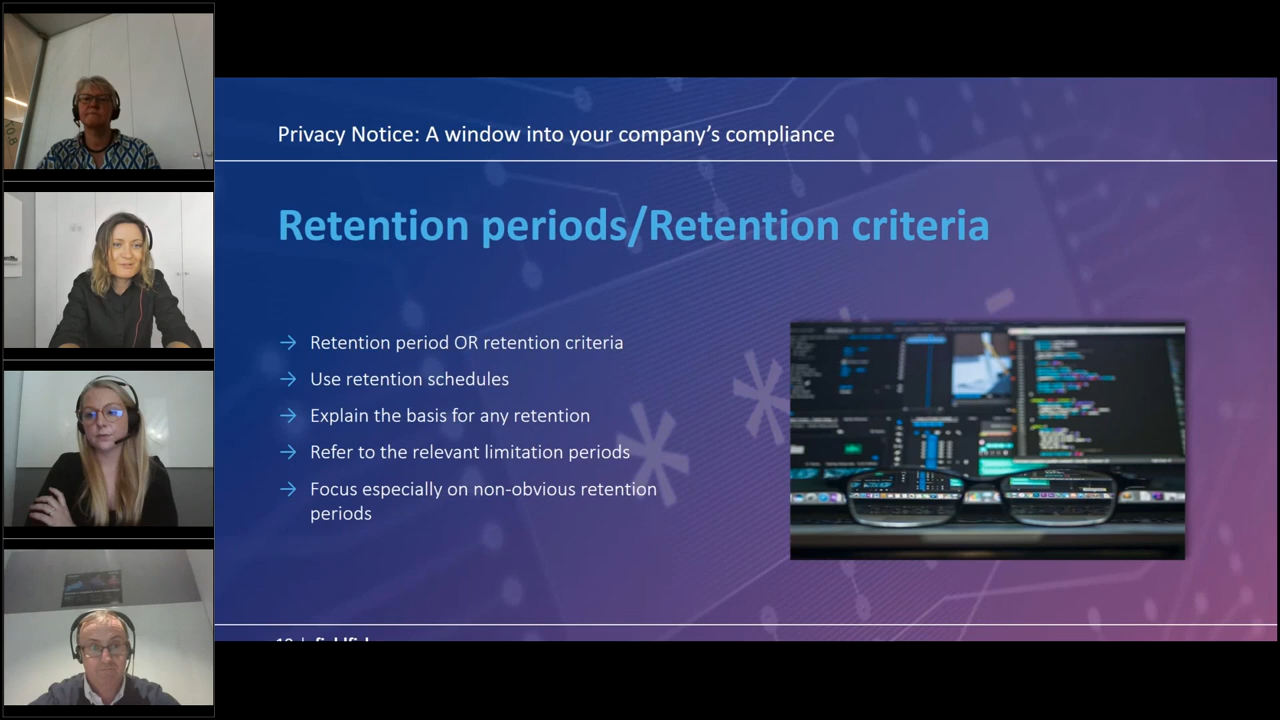 Privacy Notice: A window into your company's compliance
Retention periods/Retention criteria
→ Retention period OR retention criteria
→ Use retention schedules
→ Explain the basis for any retention
→ Refer to the relevant limitation periods
→ Focus especially on non-obvious retention
periods